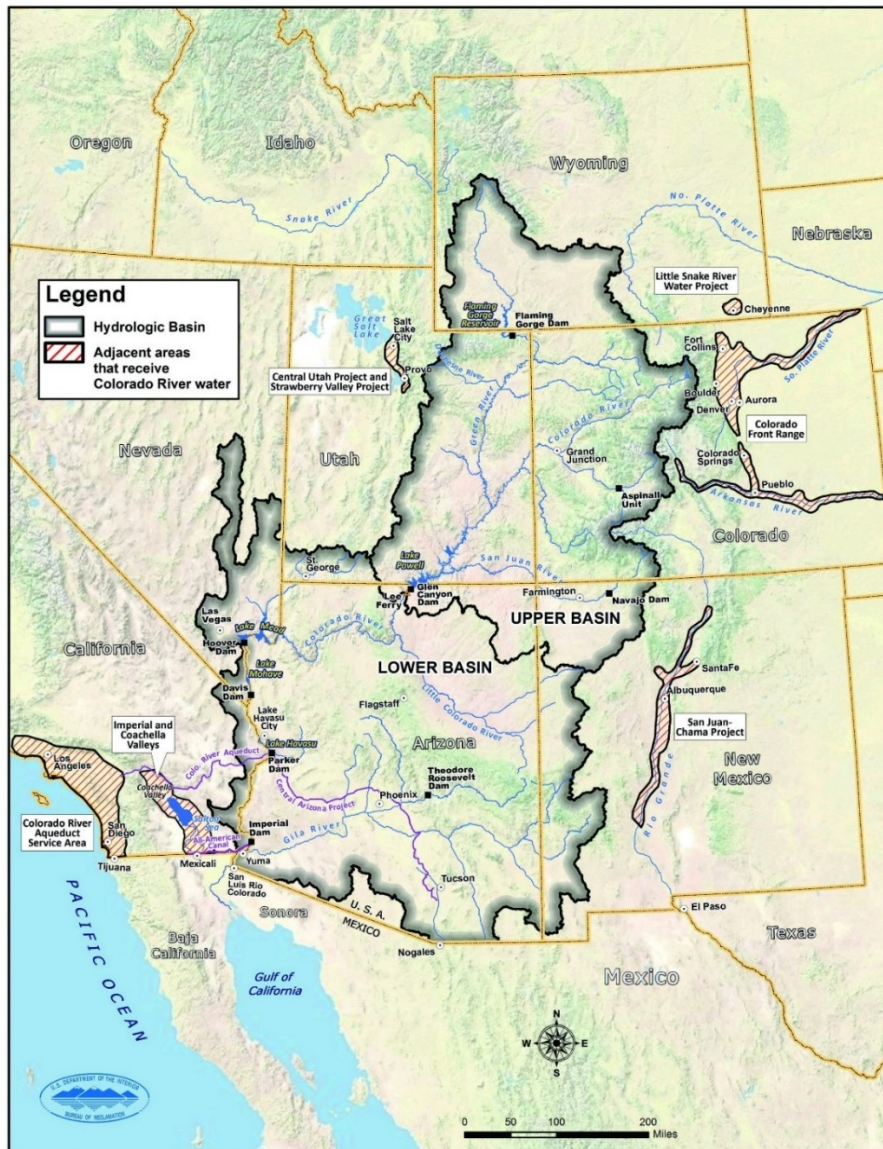 Oregon
Idaho
Wyoming
Snake River
No. Platte River
Nebraska
Legend
Hydrologic Basin
Adjacent areas
that receive
Colorado River water
Great
Salt
Lake
Salt
Lake
City
Provo
Central Utah Project and
Strawberry Valley Project
Flaming
Gorge
Reservoir
Flaming
Gorge Dam
Little Snake River
Water Project
Cheyenne
Fort
Collins
So. Platte River
Boulder
Denver
Aurora
Colorado
Front Range
Colorado
Springs
Pueblo
Arkansas River
Colorado
Green River
Colorado River
Grand
Junction
Aspinall
Unit
Nevada
Utah
St.
George
Lake
Powell
San Juan River
Glen
Canyon
Dam
Lee
Ferry
Farmington
Navajo Dam
UPPER BASIN
LOWER BASIN
Las
Vegas
Lake Mead
Hoover
Dam
Colorado River
Lake
Mohave
Davis
Dam
Lake
Havasu
City
Lake Havasu
Parker
Dam
Flagstaff
Little Colorado River
Arizona
Theodore
Roosevelt
Dam
Phoenix
Central Arizona Project
Gila River
Tucson
Nogales
SantaFe
Albuquerque
San Juan-
Chama Project
New
Mexico
Rio Grande
El Paso
Texas
Mexico
California
Imperial and
Coachella
Valleys
Los
Angeles
Colo. River Aqueduct
Coachella
Valley
Salton
Sea
Colorado River
Aqueduct
Service Area
San
Diego
Tijuana
All-American
Canal
Mexicali
Imperial
Dam
Yuma
San
Luis Rio
Colorado
Sonora
U. S. A.
MEXICO
Baja
California
Gulf of
California
PACIFIC OCEAN
N
W
E
S
0
50
100
200
Miles
U.S. DEPARTMENT OF THE INTERIOR
BUREAU OF RECLAMATION